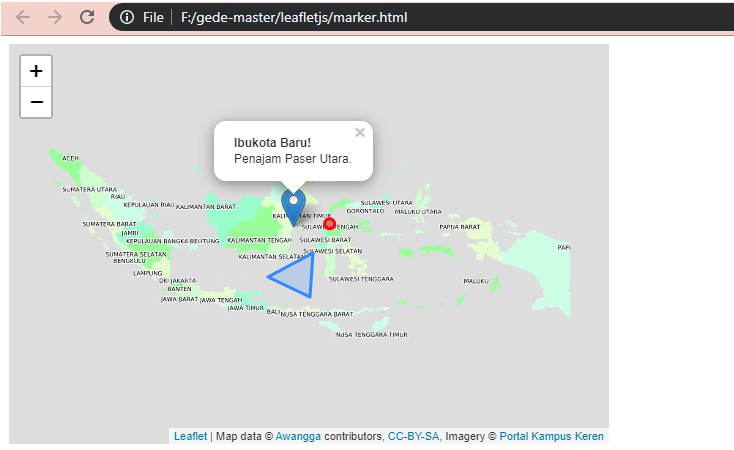 File F:/gede-master/leafletjs/marker.html
+
−
Ibukota Baru!
Penajam Paser Utara.
×
ACEH
SUMATERA UTARA
RIAU
KEPULAUAN RIAU
KALIMANTAN BARAT
KALIMANTAN TIMUR
SULAWESI UTARA
GORONTALO
MALUKU UTARA
SUMATERA BARAT
JAMBI
KEPULAUAN BANGKA BELITUNG
KALIMANTAN TENGAH
SULAWESI BARAT
PAPUA BARAT
SUMATERA SELATAN
BENGKULU
KALIMANTAN SELATAN
SULAWESI SELATAN
PAP
LAMPUNG
DKI JAKARTA
BANTEN
SULAWESI TENGGARA
MALUKU
JAWA BARAT
JAWA TENGAH
JAWA TIMUR
BALI
NUSA TENGGARA BARAT
NUSA TENGGARA TIMUR
Leaflet | Map data © Awangga contributors, CC-BY-SA, Imagery © Portal Kampus Keren